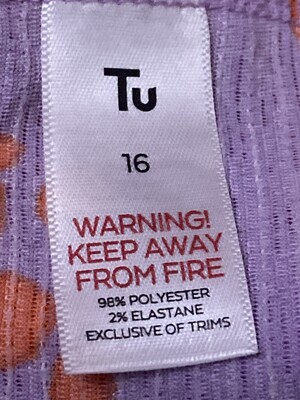 Tu
16
WARNING!
KEEP AWAY
FROM FIRE
98% POLYESTER
2% ELASTANE
EXCLUSIVE OF TRIMS